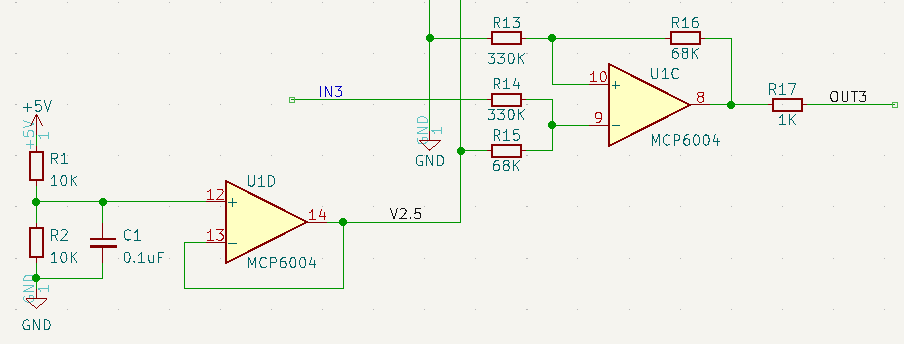 R13
330K
R16
68K
U1C
10
+
9
−
8
MCP6004
R17
1K
OUT3
IN3
R14
330K
R15
68K
GND
1
GND
+5V
+5V
1
R1
10K
R2
10K
C1
0.1uF
GND
1
GND
U1D
12
+
13
−
14
MCP6004
V2.5